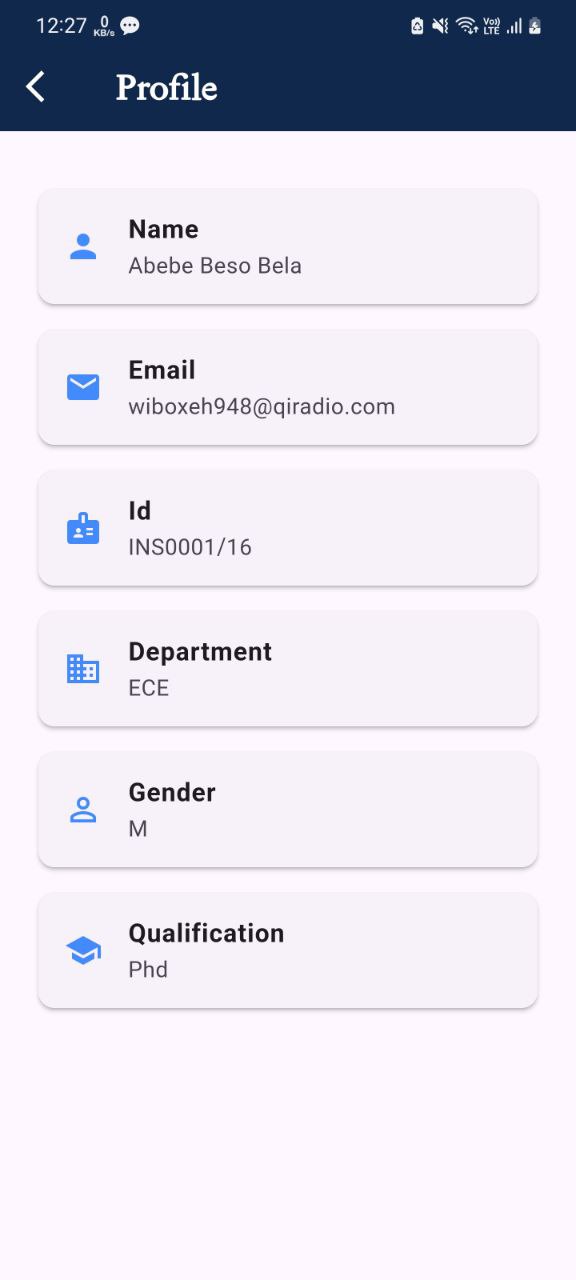 12:27 0 KB/s Vo)) LTE
Profile
Name
Abebe Beso Bela
Email
wiboxeh948@qiradio.com
Id
INS0001/16
Department
ECE
Gender
M
Qualification
Phd